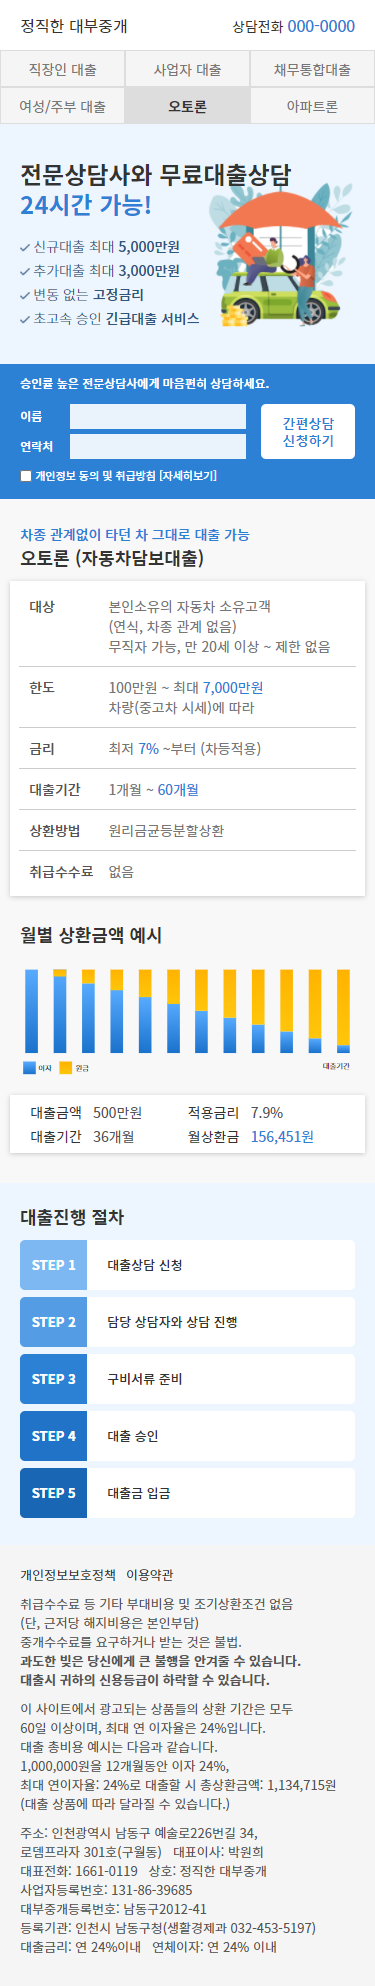 정직한 대부중개
상담전화 000-0000
직장인 대출
사업자 대출
채무통합대출
여성/주부 대출
오토론
아파트론
전문상담사와 무료대출상담
24시간 가능!
신규대출 최대 5,000만원
추가대출 최대 3,000만원
변동 없는 고정금리
초고속 승인 긴급대출 서비스
승인률 높은 전문상담사에게 마음편히 상담하세요.
이름
연락처
간편상담
신청하기
개인정보 동의 및 취급방침 [자세히보기]
차종 관계없이 타던 차 그대로 대출 가능
오토론 (자동차담보대출)
대상
본인소유의 자동차 소유고객
(연식, 차종 관계 없음)
무직자 가능, 만 20세 이상 ~ 제한 없음
한도
100만원 ~ 최대 7,000만원
차량(중고차 시세)에 따라
금리
최저 7% ~부터 (차등적용)
대출기간
1개월 ~ 60개월
상환방법
원리금균등분할상환
취급수수료
없음
월별 상환금액 예시
이자
원금
대출기간
대출금액 500만원
적용금리 7.9%
대출기간 36개월
월상환금 156,451원
대출진행 절차
STEP 1
대출상담 신청
STEP 2
담당 상담자와 상담 진행
STEP 3
구비서류 준비
STEP 4
대출 승인
STEP 5
대출금 입금
개인정보보호정책 이용약관
취급수수료 등 기타 부대비용 및 조기상환조건 없음
(단, 근저당 해지비용은 본인부담)
중개수수료를 요구하거나 받는 것은 불법.
과도한 빚은 당신에게 큰 불행을 안겨줄 수 있습니다.
대출시 귀하의 신용등급이 하락할 수 있습니다.
이 사이트에서 광고되는 상품들의 상환 기간은 모두
60일 이상이며, 최대 연 이자율은 24%입니다.
대출 총비용 예시는 다음과 같습니다.
1,000,000원을 12개월동안 이자 24%,
최대 연이자율: 24%로 대출할 시 총상환금액: 1,134,715원
(대출 상품에 따라 달라질 수 있습니다.)
주소: 인천광역시 남동구 예술로226번길 34,
로뎀프라자 301호(구월동) 대표이사: 박원희
대표전화: 1661-0119 상호: 정직한 대부중개
사업자등록번호: 131-86-39685
대부중개등록번호: 남동구2012-41
등록기관: 인천시 남동구청(생활경제과 032-453-5197)
대출금리: 연 24%이내 연체이자: 연 24% 이내